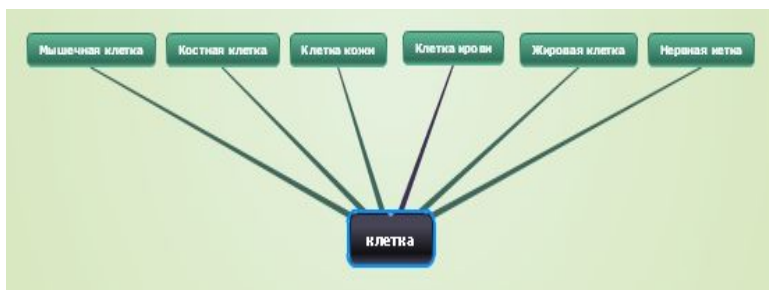 Мышечная клетка
Костная клетка
Клетка кожи
Клетка крови
Жировая клетка
Нервная кетка
клетка